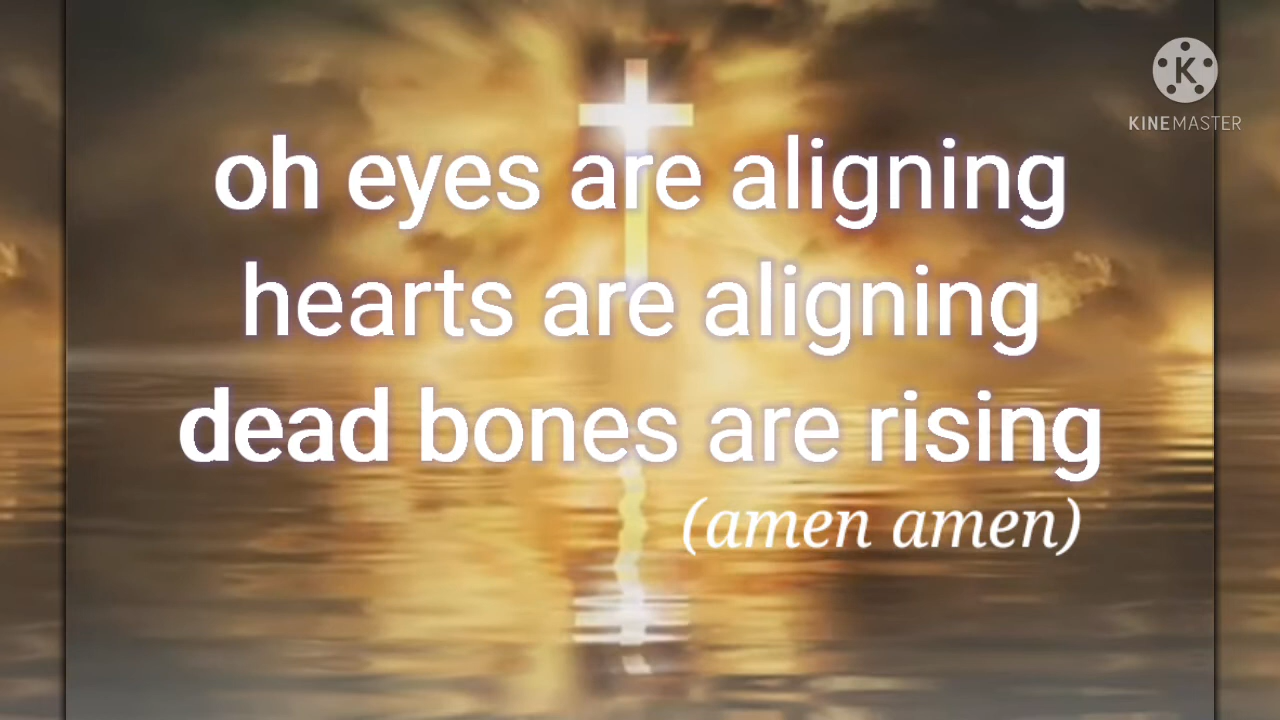 KINEMASTER
oh eyes are aligning
hearts are aligning
dead bones are rising
(amen amen)